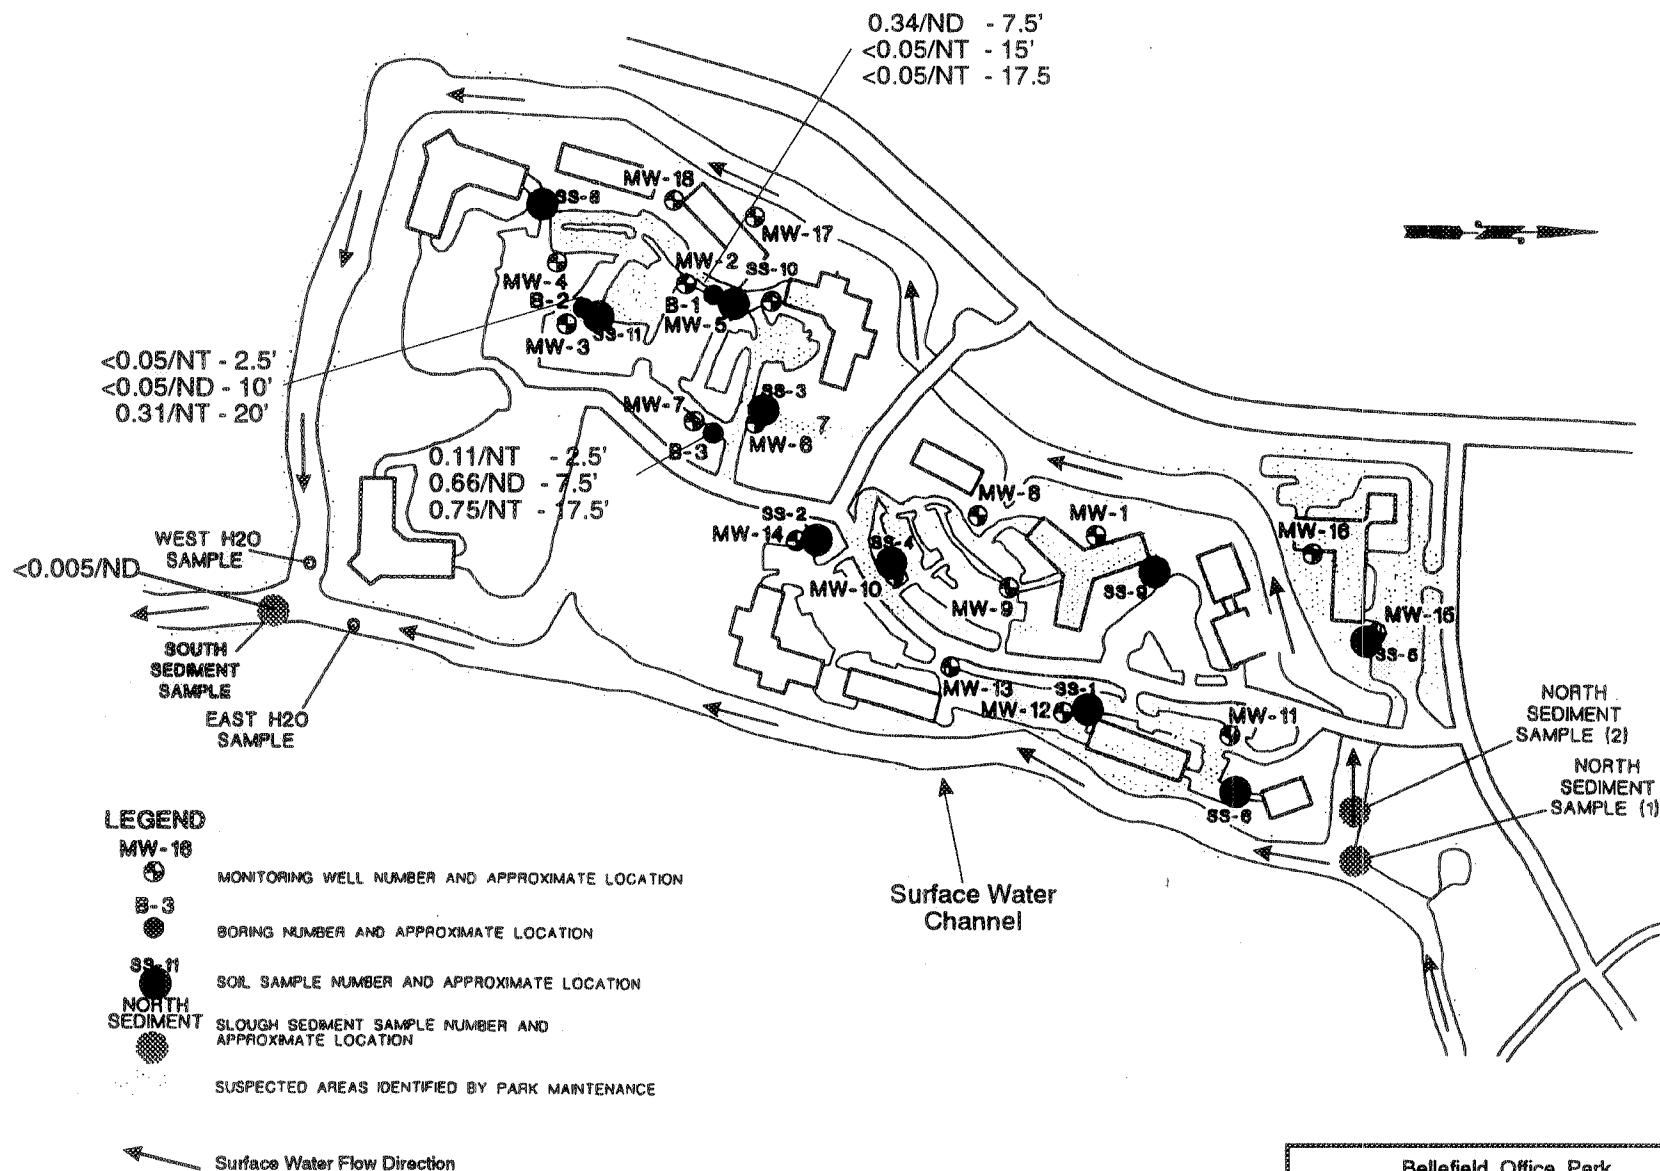 0.34/ND - 7.5'
<0.05/NT - 15'
<0.05/NT - 17.5
MW-18
SS-8
MW-17
MW-2
SS-10
MW-4
B-2
B-1
MW-5
SS-11
MW-3
<0.05/NT - 2.5'
<0.05/ND - 10'
0.31/NT - 20'
SS-3
MW-7
MW-6
7
B-3
0.11/NT - 2.5'
0.66/ND - 7.5'
0.75/NT - 17.5'
MW-8
MW-1
SS-2
MW-14
SS-4
MW-16
WEST H2O
SAMPLE
<0.005/ND
MW-10
MW-9
SS-9
MW-15
SS-5
SOUTH
SEDIMENT
SAMPLE
EAST H2O
SAMPLE
MW-13
SS-1
MW-12
MW-11
NORTH
SEDIMENT
SAMPLE (2)
NORTH
SEDIMENT
SAMPLE (1)
SS-6
Surface Water
Channel
LEGEND
MW-16
MONITORING WELL NUMBER AND APPROXIMATE LOCATION
B-3
BORING NUMBER AND APPROXIMATE LOCATION
SS-11
SOIL SAMPLE NUMBER AND APPROXIMATE LOCATION
NORTH
SEDIMENT
SLOUGH SEDIMENT SAMPLE NUMBER AND
APPROXIMATE LOCATION
SUSPECTED AREAS IDENTIFIED BY PARK MAINTENANCE
Surface Water Flow Direction
Bellefield Office Park